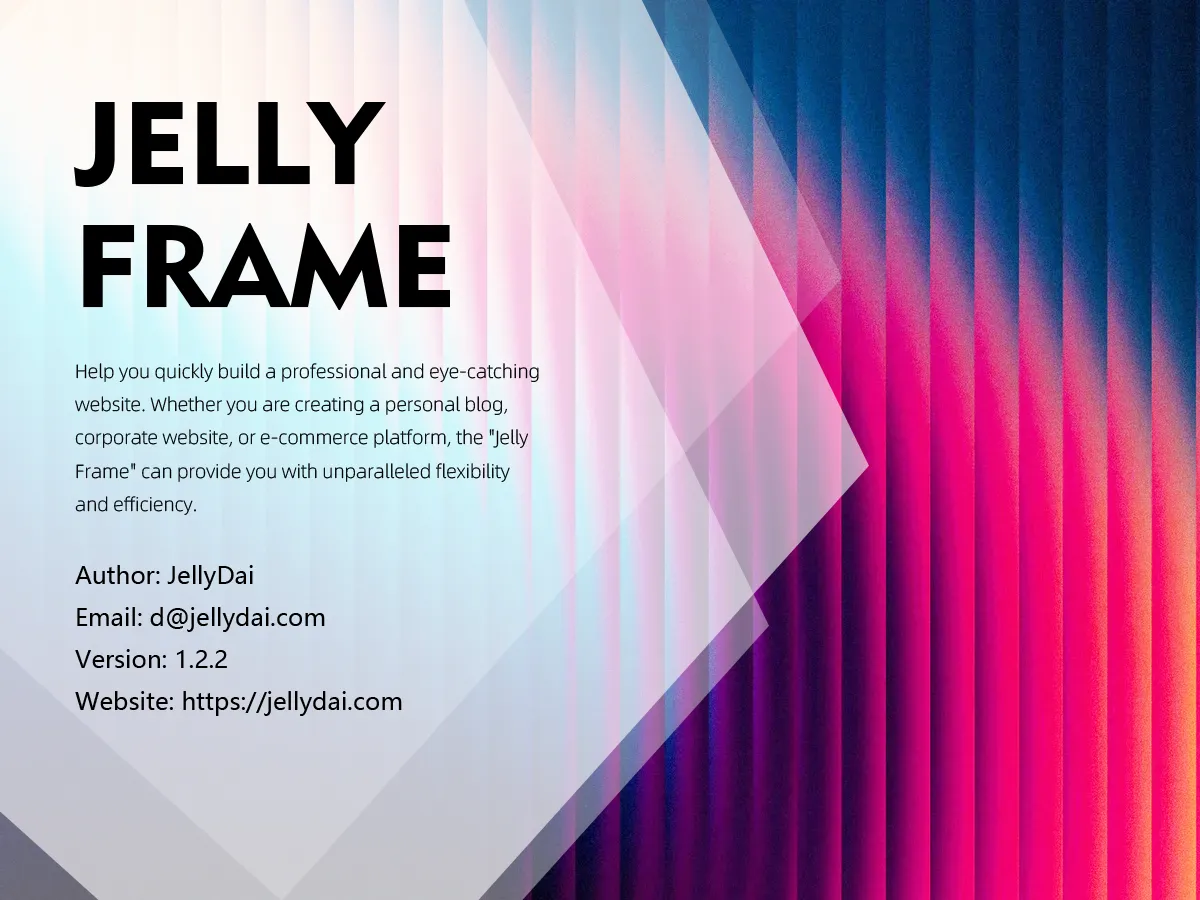 JELLY
FRAME
Help you quickly build a professional and eye-catching
website. Whether you are creating a personal blog,
corporate website, or e-commerce platform, the "Jelly
Frame" can provide you with unparalleled flexibility
and efficiency.
Author: JellyDai
Email: d@jellydai.com
Version: 1.2.2
Website: https://jellydai.com